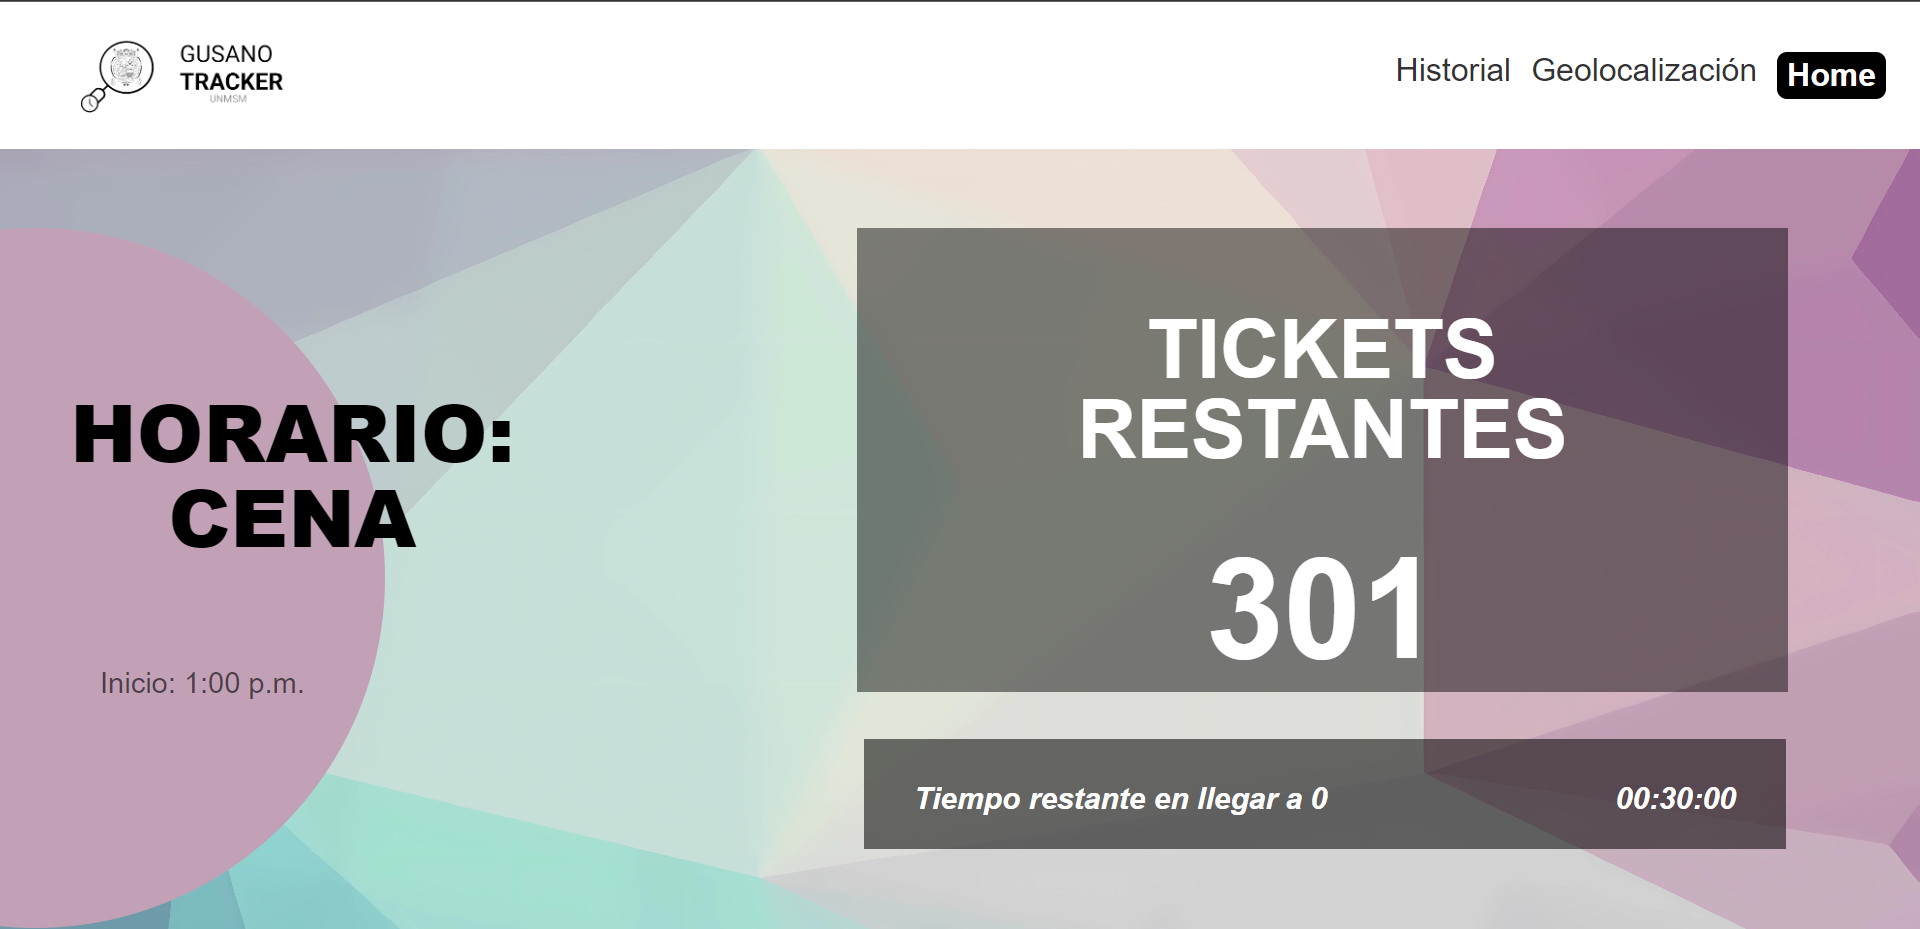 GUSANO
TRACKER
UNMSM
Historial Geolocalización Home
HORARIO:
CENA
Inicio: 1:00 p.m.
TICKETS
RESTANTES
301
Tiempo restante en llegar a 0 00:30:00